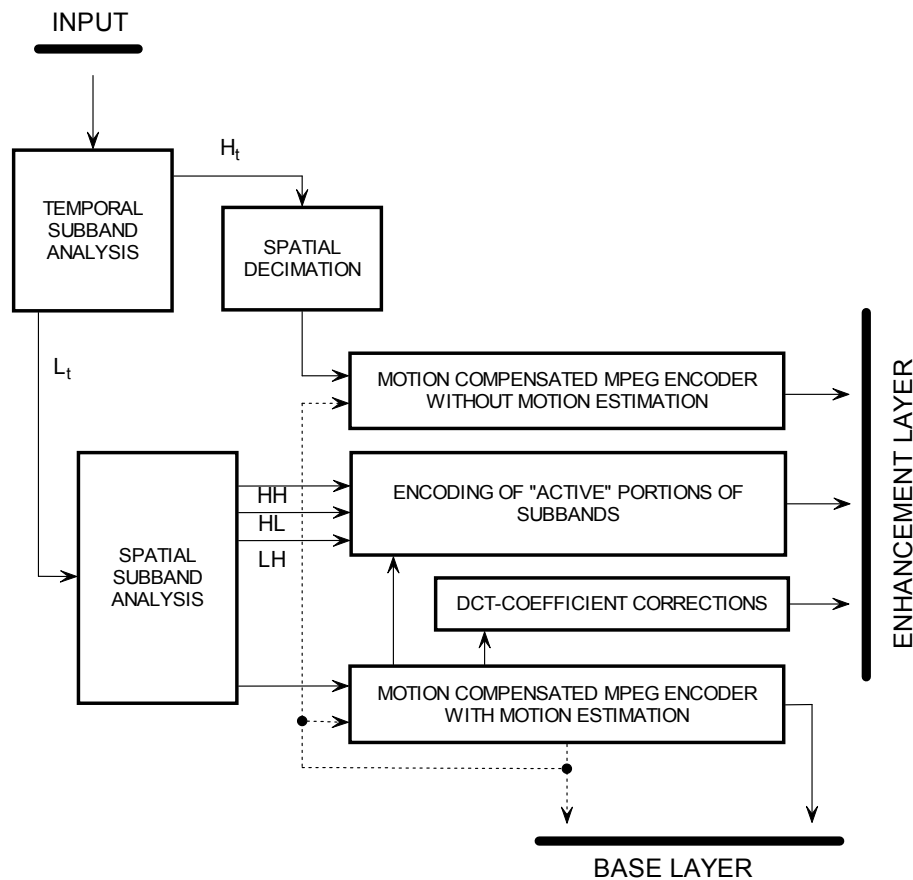 INPUT
H_t
TEMPORAL
SUBBAND
ANALYSIS
SPATIAL
DECIMATION
L_t
MOTION COMPENSATED MPEG ENCODER
WITHOUT MOTION ESTIMATION
ENHANCEMENT LAYER
HH
HL
LH
ENCODING OF "ACTIVE" PORTIONS OF
SUBBANDS
SPATIAL
SUBBAND
ANALYSIS
DCT-COEFFICIENT CORRECTIONS
MOTION COMPENSATED MPEG ENCODER
WITH MOTION ESTIMATION
BASE LAYER